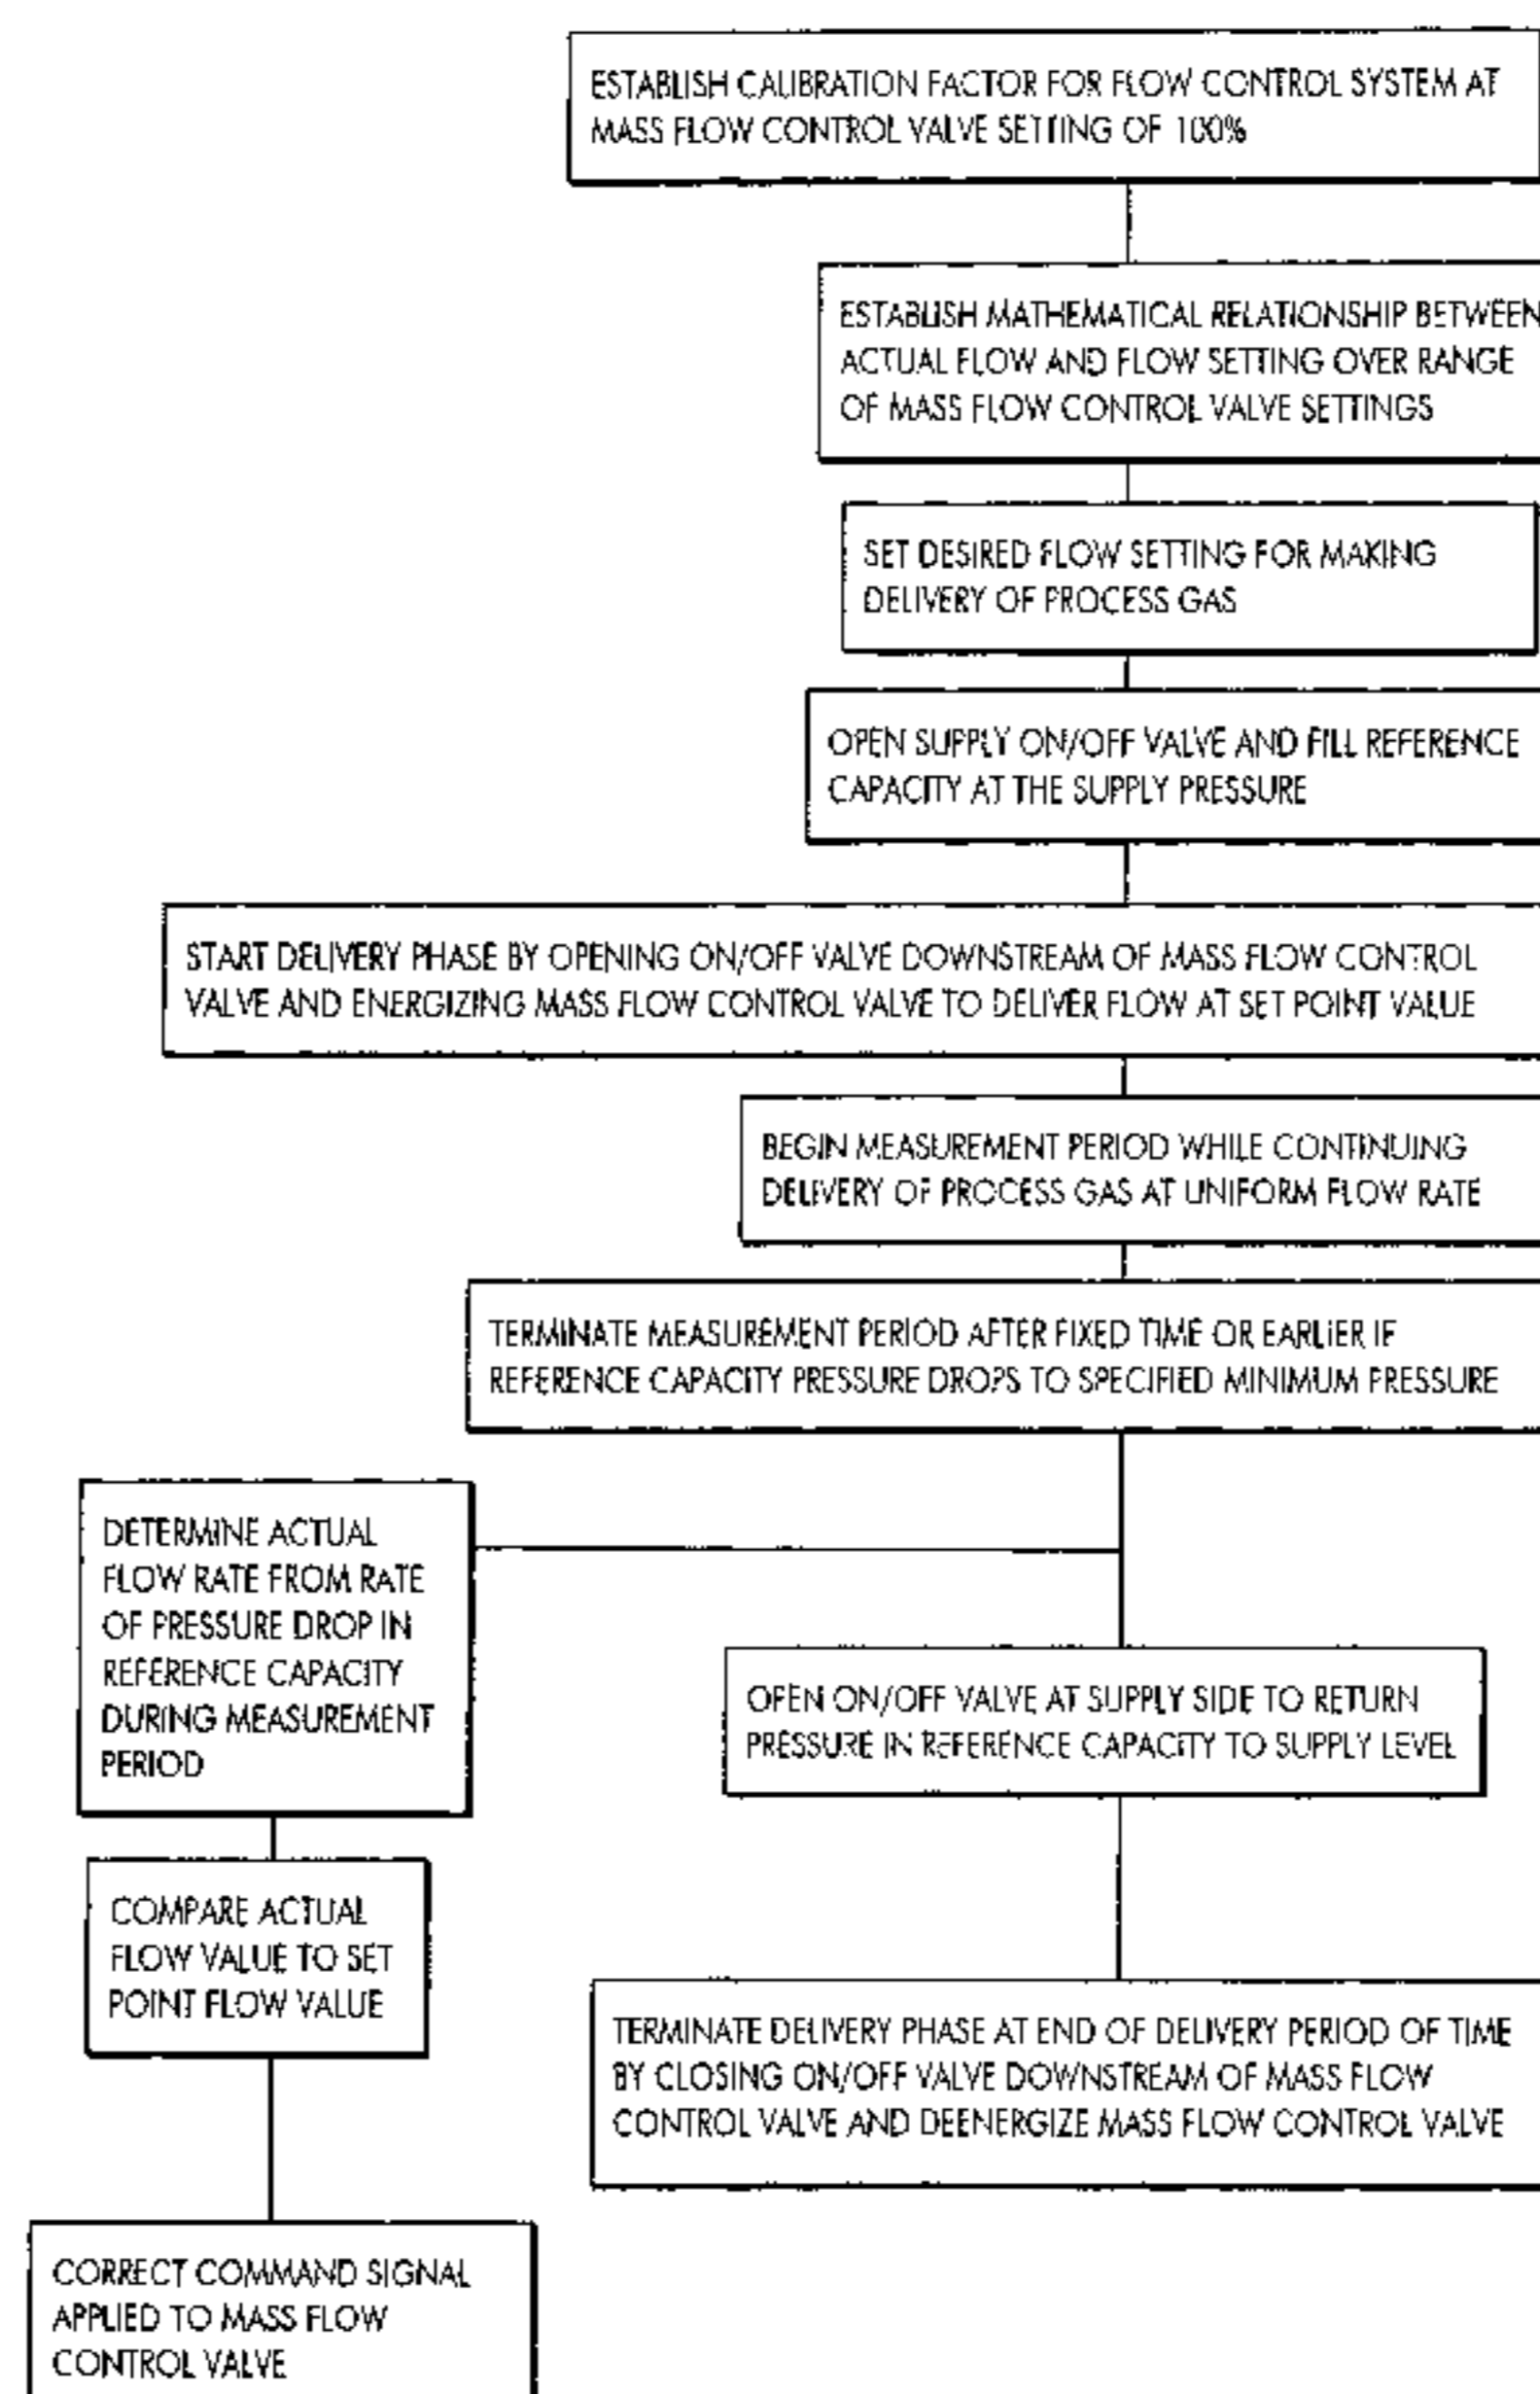 ESTABLISH CALIBRATION FACTOR FOR FLOW CONTROL SYSTEM AT
MASS FLOW CONTROL VALVE SETTING OF 100%
ESTABLISH MATHEMATICAL RELATIONSHIP BETWEEN
ACTUAL FLOW AND FLOW SETTING OVER RANGE
OF MASS FLOW CONTROL VALVE SETTINGS
SET DESIRED FLOW SETTING FOR MAKING
DELIVERY OF PROCESS GAS
OPEN SUPPLY ON/OFF VALVE AND FILL REFERENCE
CAPACITY AT THE SUPPLY PRESSURE
START DELIVERY PHASE BY OPENING ON/OFF VALVE DOWNSTREAM OF MASS FLOW CONTROL
VALVE AND ENERGIZING MASS FLOW CONTROL VALVE TO DELIVER FLOW AT SET POINT VALUE
BEGIN MEASUREMENT PERIOD WHILE CONTINUING
DELIVERY OF PROCESS GAS AT UNIFORM FLOW RATE
TERMINATE MEASUREMENT PERIOD AFTER FIXED TIME OR EARLIER IF
REFERENCE CAPACITY PRESSURE DROPS TO SPECIFIED MINIMUM PRESSURE
DETERMINE ACTUAL
FLOW RATE FROM RATE
OF PRESSURE DROP IN
REFERENCE CAPACITY
DURING MEASUREMENT
PERIOD
OPEN ON/OFF VALVE AT SUPPLY SIDE TO RETURN
PRESSURE IN REFERENCE CAPACITY TO SUPPLY LEVEL
COMPARE ACTUAL
FLOW VALUE TO SET
POINT FLOW VALUE
TERMINATE DELIVERY PHASE AT END OF DELIVERY PERIOD OF TIME
BY CLOSING ON/OFF VALVE DOWNSTREAM OF MASS FLOW
CONTROL VALVE AND DEENERGIZE MASS FLOW CONTROL VALVE
CORRECT COMMAND SIGNAL
APPLIED TO MASS FLOW
CONTROL VALVE